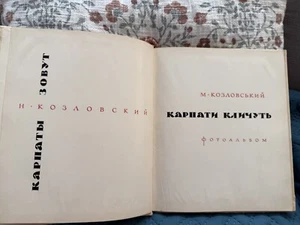 КАРПАТЫ ЗОВУТ
Н·КОЗЛОВСКИЙ
М·КОЗЛОВСЬКИЙ
КАРПАТИ КЛИЧУТЬ
ФОТОАЛЬБОМ